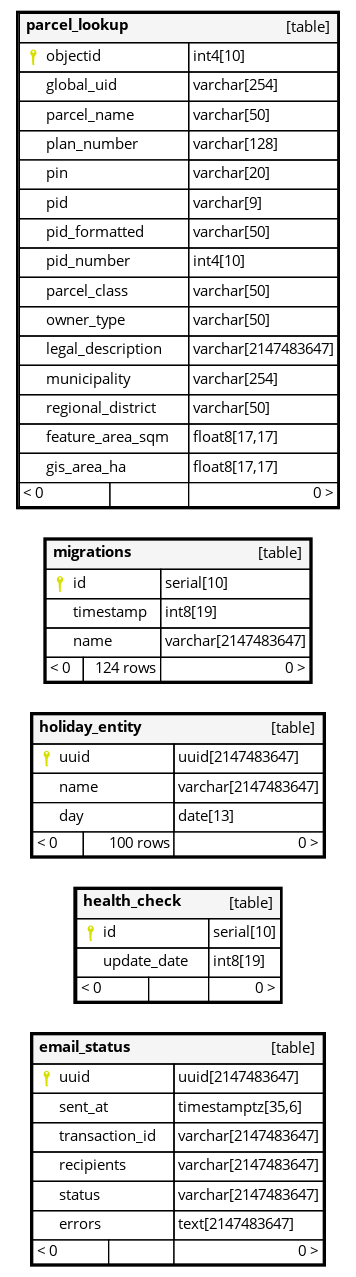 parcel_lookup [table]
objectid int4[10]
global_uid varchar[254]
parcel_name varchar[50]
plan_number varchar[128]
pin varchar[20]
pid varchar[9]
pid_formatted varchar[50]
pid_number int4[10]
parcel_class varchar[50]
owner_type varchar[50]
legal_description varchar[2147483647]
municipality varchar[254]
regional_district varchar[50]
feature_area_sqm float8[17,17]
gis_area_ha float8[17,17]
< 0 0 >
migrations [table]
id serial[10]
timestamp int8[19]
name varchar[2147483647]
< 0 124 rows 0 >
holiday_entity [table]
uuid uuid[2147483647]
name varchar[2147483647]
day date[13]
< 0 100 rows 0 >
health_check [table]
id serial[10]
update_date int8[19]
< 0 0 >
email_status [table]
uuid uuid[2147483647]
sent_at timestamptz[35,6]
transaction_id varchar[2147483647]
recipients varchar[2147483647]
status varchar[2147483647]
errors text[2147483647]
< 0 0 >